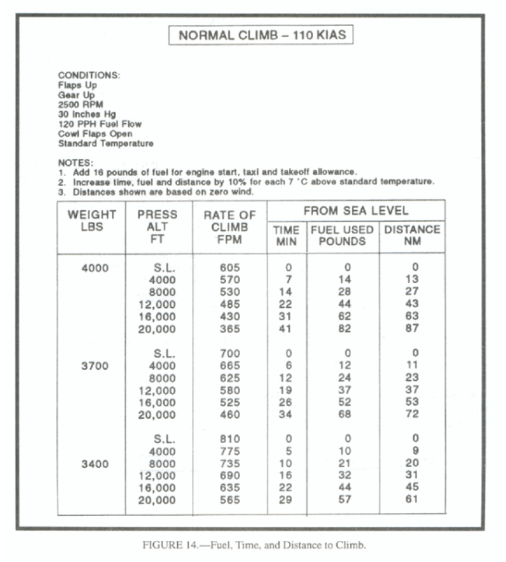 NORMAL CLIMB – 110 KIAS
CONDITIONS:
Flaps Up
Gear Up
2500 RPM
30 Inches Hg
120 PPH Fuel Flow
Cowl Flaps Open
Standard Temperature
NOTES:
1. Add 16 pounds of fuel for engine start, taxi and takeoff allowance.
2. Increase time, fuel and distance by 10% for each 7 °C above standard temperature.
3. Distances shown are based on zero wind.
WEIGHT PRESS RATE OF FROM SEA LEVEL
LBS ALT CLIMB TIME FUEL USED DISTANCE
FT FPM MIN POUNDS NM
4000 S.L. 605 0 0 0
4000 570 7 14 13
8000 530 14 28 27
12,000 485 22 44 43
16,000 430 31 62 63
20,000 365 41 82 87
S.L. 700 0 0 0
3700 4000 665 6 12 11
8000 625 12 24 23
12,000 580 19 37 37
16,000 525 26 52 53
20,000 460 34 68 72
S.L. 810 0 0 0
4000 775 5 10 9
3400 8000 735 10 21 20
12,000 690 16 32 31
16,000 635 22 44 45
20,000 565 29 57 61
FIGURE 14.—Fuel, Time, and Distance to Climb.